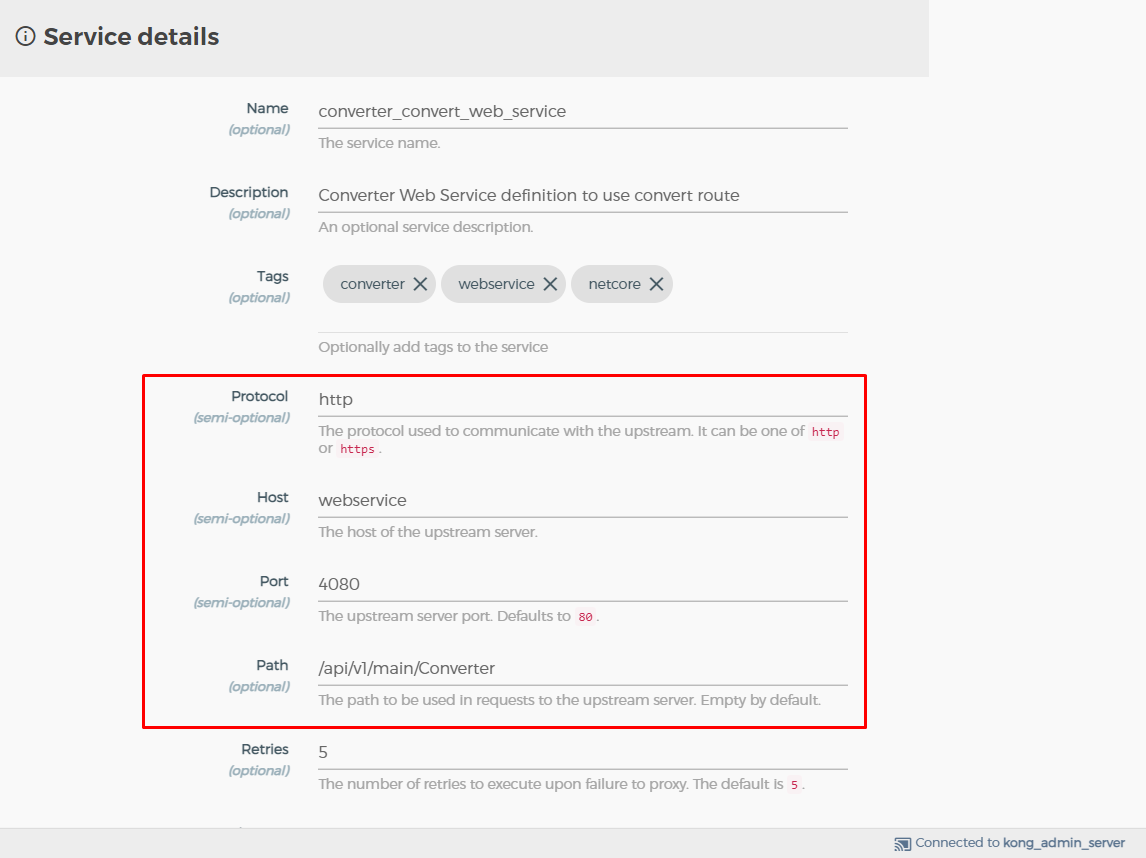 Service details
Name
converter_convert_web_service
(optional)
The service name.
Description
Converter Web Service definition to use convert route
(optional)
An optional service description.
Tags
converter webservice netcore
(optional)
Optionally add tags to the service
Protocol
http
(semi-optional)
The protocol used to communicate with the upstream. It can be one of http
or https.
Host
webservice
(semi-optional)
The host of the upstream server.
Port
4080
(semi-optional)
The upstream server port. Defaults to 80.
Path
/api/v1/main/Converter
(optional)
The path to be used in requests to the upstream server. Empty by default.
Retries
5
(optional)
The number of retries to execute upon failure to proxy. The default is 5.
Connected to kong_admin_server